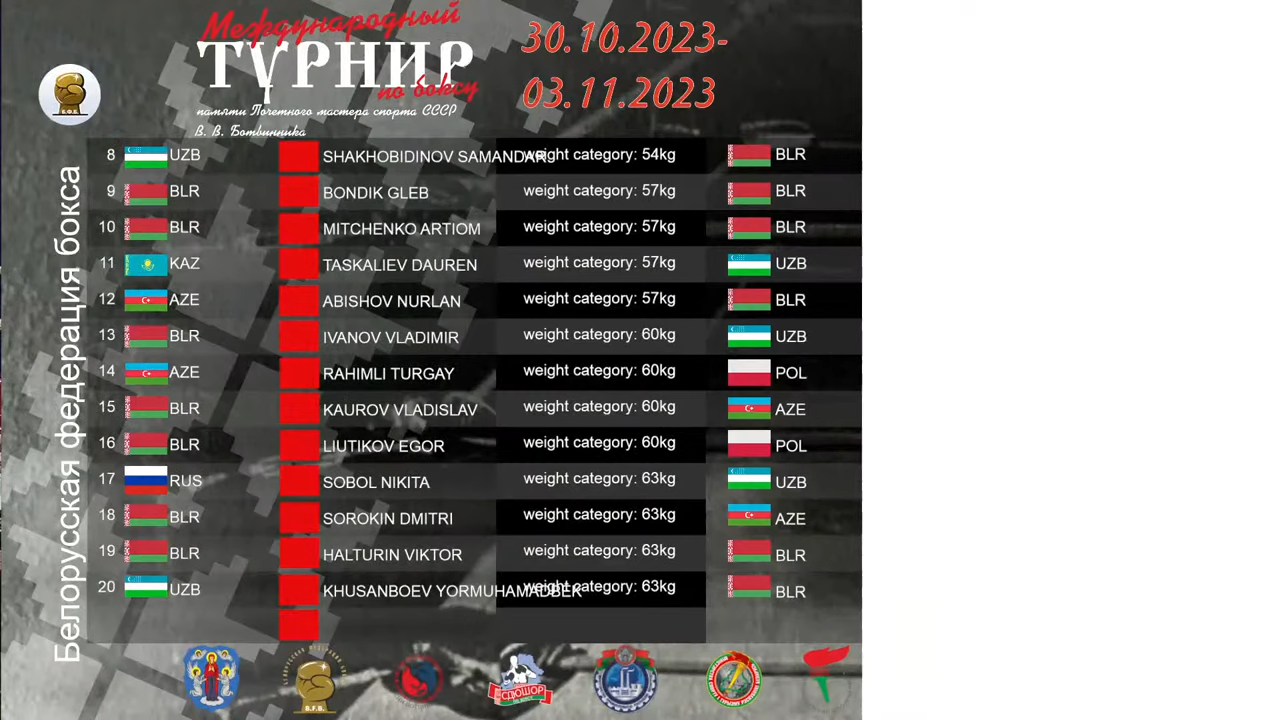 Международный
ТУРНИР
по боксу
памяти Почетного мастера спорта СССР
В. В. Ботвинника
30.10.2023-
03.11.2023
Белорусская федерация бокса
8 UZB SHAKHOBIDINOV SAMANDAR weight category: 54kg BLR
9 BLR BONDIK GLEB weight category: 57kg BLR
10 BLR MITCHENKO ARTIOM weight category: 57kg BLR
11 KAZ TASKALIEV DAUREN weight category: 57kg UZB
12 AZE ABISHOV NURLAN weight category: 57kg BLR
13 BLR IVANOV VLADIMIR weight category: 60kg UZB
14 AZE RAHIMLI TURGAY weight category: 60kg POL
15 BLR KAUROV VLADISLAV weight category: 60kg AZE
16 BLR LIUTIKOV EGOR weight category: 60kg POL
17 RUS SOBOL NIKITA weight category: 63kg UZB
18 BLR SOROKIN DMITRI weight category: 63kg AZE
19 BLR HALTURIN VIKTOR weight category: 63kg BLR
20 UZB KHUSANBOEV YORMUHAMADBEK weight category: 63kg BLR
B.F.B.
СДЮШОР